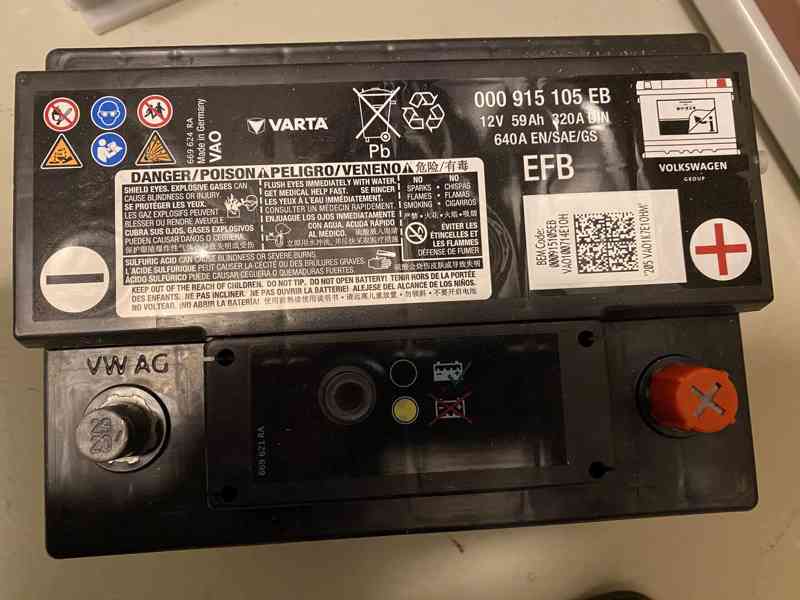 669 624 RA
Made in Germany
VAO
VARTA
Pb
000 915 105 EB
12V 59Ah 320A DIN
640A EN/SAE/GS
EFB
VOLKSWAGEN
GROUP
DANGER/POISON PELIGRO/VENENO 危险/有毒
SHIELD EYES. EXPLOSIVE GASES CAN
CAUSE BLINDNESS OR INJURY.
SE PROTÉGER LES YEUX.
LES GAZ EXPLOSIFS PEUVENT
BLESSER OU RENDRE AVEUGLE.
CUBRA SUS OJOS. GASES EXPLOSIVOS
PUEDEN CAUSAR DAÑOS O CEGUERA.
FLUSH EYES IMMEDIATELY WITH WATER.
GET MEDICAL HELP FAST. SE RINCER
LES YEUX À L'EAU IMMÉDIATEMENT.
CONSULTER UN MÉDECIN RAPIDEMENT.
ENJUAGUE LOS OJOS INMEDIATAMENTE
CON AGUA, ACUDA RÁPIDO
AL MÉDICO.
NO
SPARKS
FLAMES
SMOKING
NO
CHISPAS
FLAMAS
CIGARROS
ÉVITER LES
ÉTINCELLES ET
LES FLAMMES
DÉFENSE DE FUMER
SULFURIC ACID CAN CAUSE BLINDNESS OR SEVERE BURNS.
L'ACIDE SULFURIQUE PEUT CAUSER LA CÉCITÉ OU DES BRÛLURES GRAVES.
ÁCIDO SULFÚRICO PUEDE CAUSAR CEGUERA O QUEMADURAS FUERTES.
KEEP OUT OF THE REACH OF CHILDREN. DO NOT TIP. DO NOT OPEN BATTERY! TENIR HORS DE LA PORTÉE
DES ENFANTS. NE PAS INCLINER. NE PAS OUVRIR LA BATTERIE! ALEJESE DEL ALCANCE DE LOS NIÑOS.
NO VOLTEAR. ¡NO ABRIR LA BATERIA!
BEM Code:
VW AG
669 621 RA